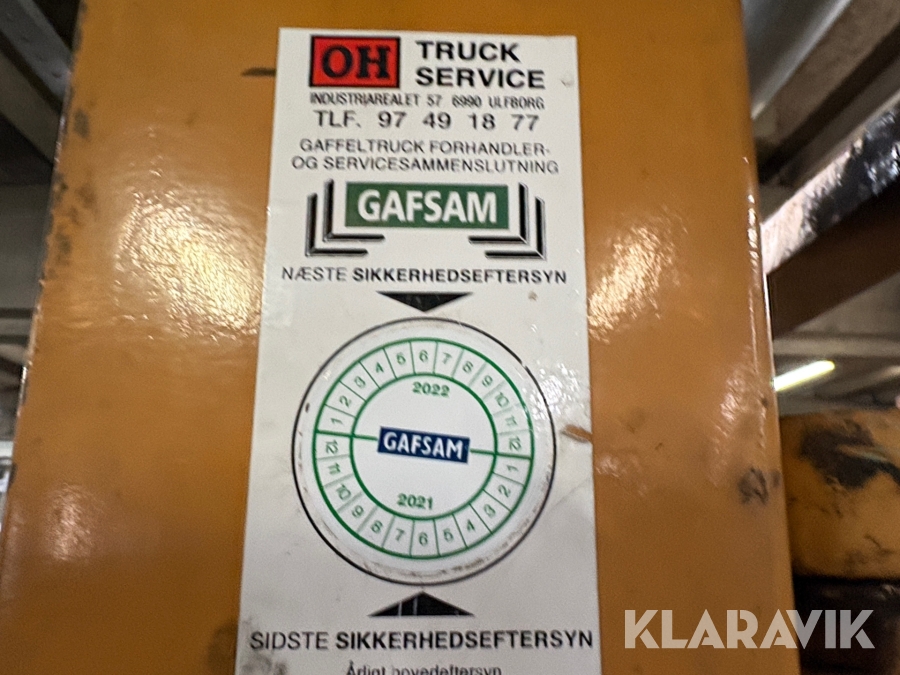 OH TRUCK SERVICE
INDUSTRIAREALET 57 6990 ULFBORG
TLF. 97 49 18 77
GAFFELTRUCK FORHANDLER-
OG SERVICESAMMENSLUTNING
GAFSAM
NÆSTE SIKKERHEDSEFTERSYN
1 2 3 4 5 6 7 8 9 10 11 12
2022
GAFSAM
2021
12 11 10 9 8 7 6 5 4 3 2 1
SIDSTE SIKKERHEDSEFTERSYN
Årligt hovedeftersyn
KLARAVIK